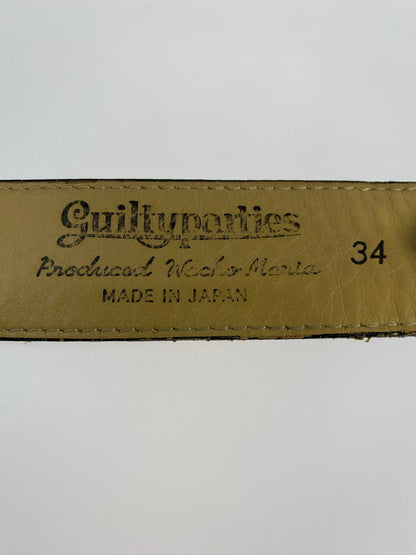 Guiltyparties
Produced Wacko Maria
34
MADE IN JAPAN